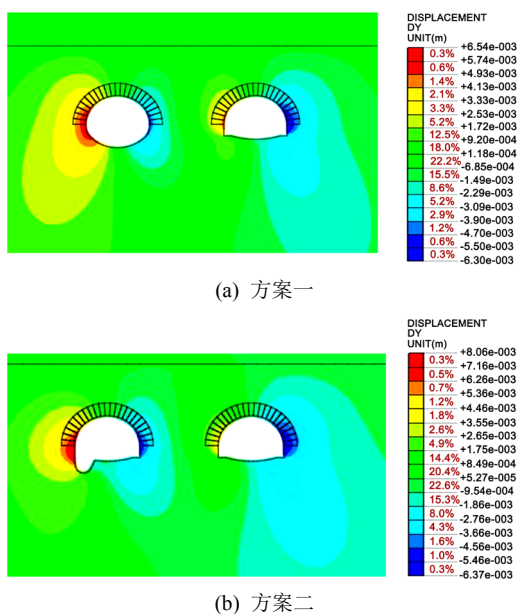 DISPLACEMENT
DY
UNIT(m)
+6.54e-003
0.3%
+5.74e-003
0.6%
+4.93e-003
1.4%
+4.13e-003
2.1%
+3.33e-003
3.3%
+2.53e-003
5.2%
+1.72e-003
12.5%
+9.20e-004
18.0%
+1.18e-004
22.2%
-6.85e-004
15.5%
-1.49e-003
8.6%
-2.29e-003
5.2%
-3.09e-003
2.9%
-3.90e-003
1.2%
-4.70e-003
0.6%
-5.50e-003
0.3%
-6.30e-003
(a) 方案一
DISPLACEMENT
DY
UNIT(m)
+8.06e-003
0.3%
+7.16e-003
0.5%
+6.26e-003
0.7%
+5.36e-003
1.2%
+4.46e-003
1.8%
+3.55e-003
2.6%
+2.65e-003
4.9%
+1.75e-003
14.4%
+8.49e-004
20.4%
+5.27e-005
22.6%
-9.54e-004
15.3%
-1.86e-003
8.0%
-2.76e-003
4.3%
-3.66e-003
1.6%
-4.56e-003
1.0%
-5.46e-003
0.3%
-6.37e-003
(b) 方案二